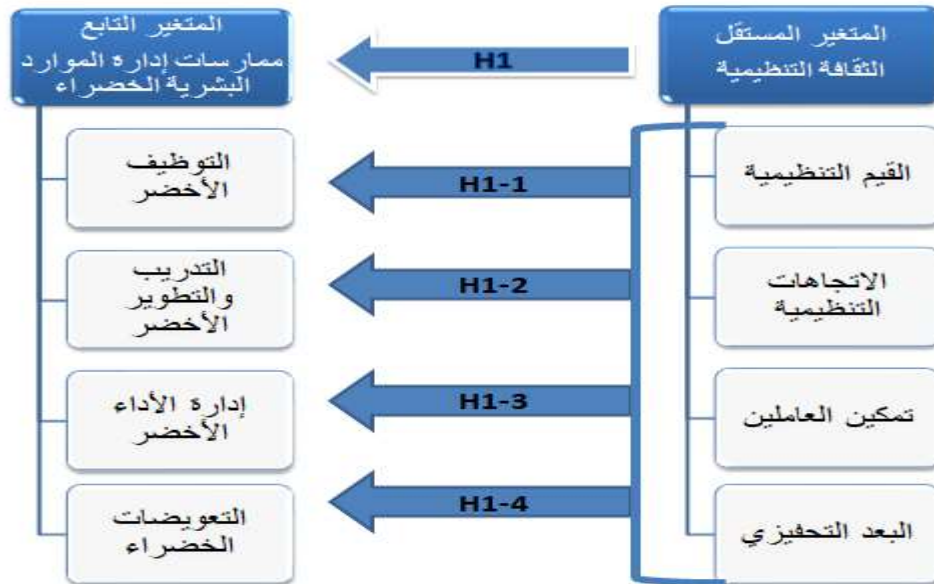 المتغير المستقل
الثقافة التنظيمية
القيم التنظيمية
الاتجاهات
التنظيمية
تمكين العاملين
البعد التحفيزي
H1
H1-1
H1-2
H1-3
H1-4
المتغير التابع
ممارسات إدارة الموارد
البشرية الخضراء
التوظيف
الأخضر
التدريب
والتطوير
الأخضر
إدارة الأداء
الأخضر
التعويضات
الخضراء